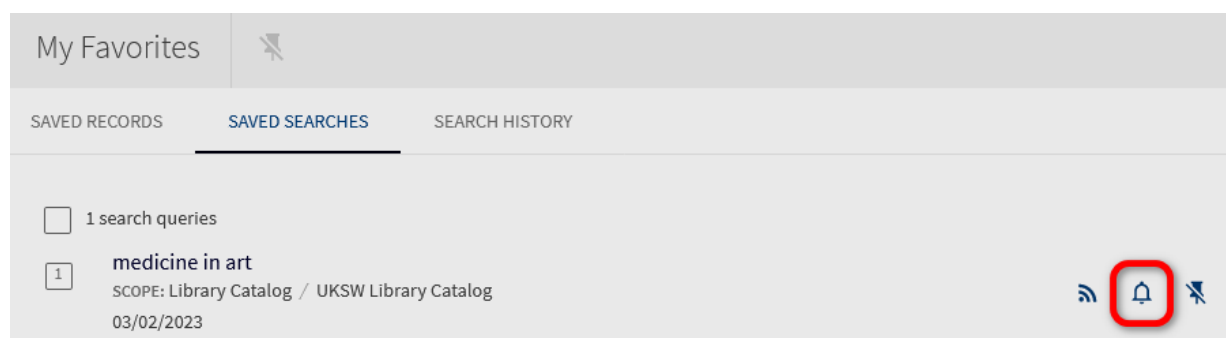 My Favorites
SAVED RECORDS SAVED SEARCHES SEARCH HISTORY
1 search queries
1 medicine in art
SCOPE: Library Catalog / UKSW Library Catalog
03/02/2023